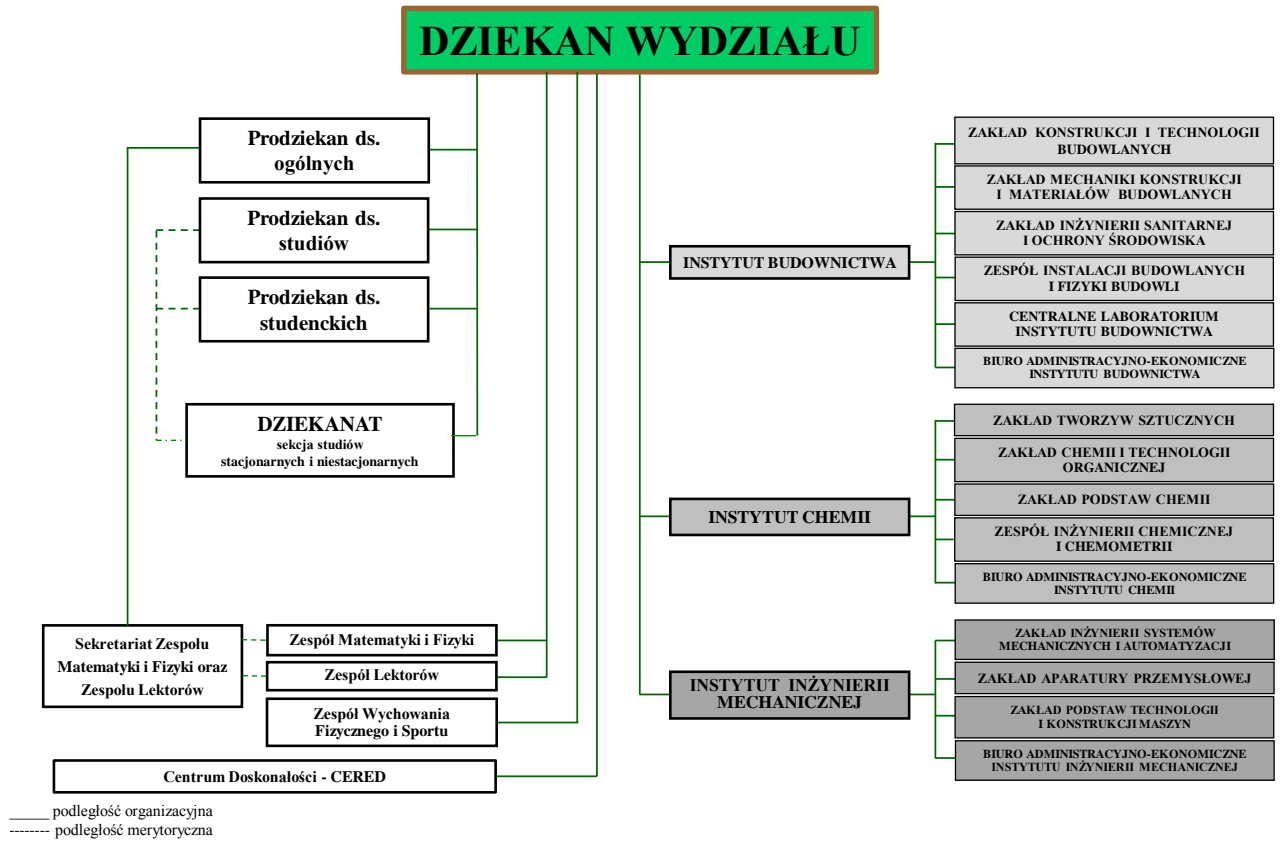 DZIEKAN WYDZIAŁU
Prodziekan ds.
ogólnych
Prodziekan ds.
studiów
Prodziekan ds.
studenckich
DZIEKANAT
sekcja studiów
stacjonarnych i niestacjonarnych
Sekretariat Zespołu
Matematyki i Fizyki oraz
Zespołu Lektorów
Zespół Matematyki i Fizyki
Zespół Lektorów
Zespół Wychowania
Fizycznego i Sportu
Centrum Doskonałości - CERED
INSTYTUT BUDOWNICTWA
ZAKŁAD KONSTRUKCJI I TECHNOLOGII
BUDOWLANYCH
ZAKŁAD MECHANIKI KONSTRUKCJI
I MATERIAŁÓW BUDOWLANYCH
ZAKŁAD INŻYNIERII SANITARNEJ
I OCHRONY ŚRODOWISKA
ZESPÓŁ INSTALACJI BUDOWLANYCH
I FIZYKI BUDOWLI
CENTRALNE LABORATORIUM
INSTYTUTU BUDOWNICTWA
BIURO ADMINISTRACYJNO-EKONOMICZNE
INSTYTUTU BUDOWNICTWA
INSTYTUT CHEMII
ZAKŁAD TWORZYW SZTUCZNYCH
ZAKŁAD CHEMII I TECHNOLOGII
ORGANICZNEJ
ZAKŁAD PODSTAW CHEMII
ZESPÓŁ INŻYNIERII CHEMICZNEJ
I CHEMOMETRII
BIURO ADMINISTRACYJNO-EKONOMICZNE
INSTYTUTU CHEMII
INSTYTUT INŻYNIERII
MECHANICZNEJ
ZAKŁAD INŻYNIERII SYSTEMÓW
MECHANICZNYCH I AUTOMATYZACJI
ZAKŁAD APARATURY PRZEMYSŁOWEJ
ZAKŁAD PODSTAW TECHNOLOGII
I KONSTRUKCJI MASZYN
BIURO ADMINISTRACYJNO-EKONOMICZNE
INSTYTUTU INŻYNIERII MECHANICZNEJ
_____ podległość organizacyjna
-------- podległość merytoryczna